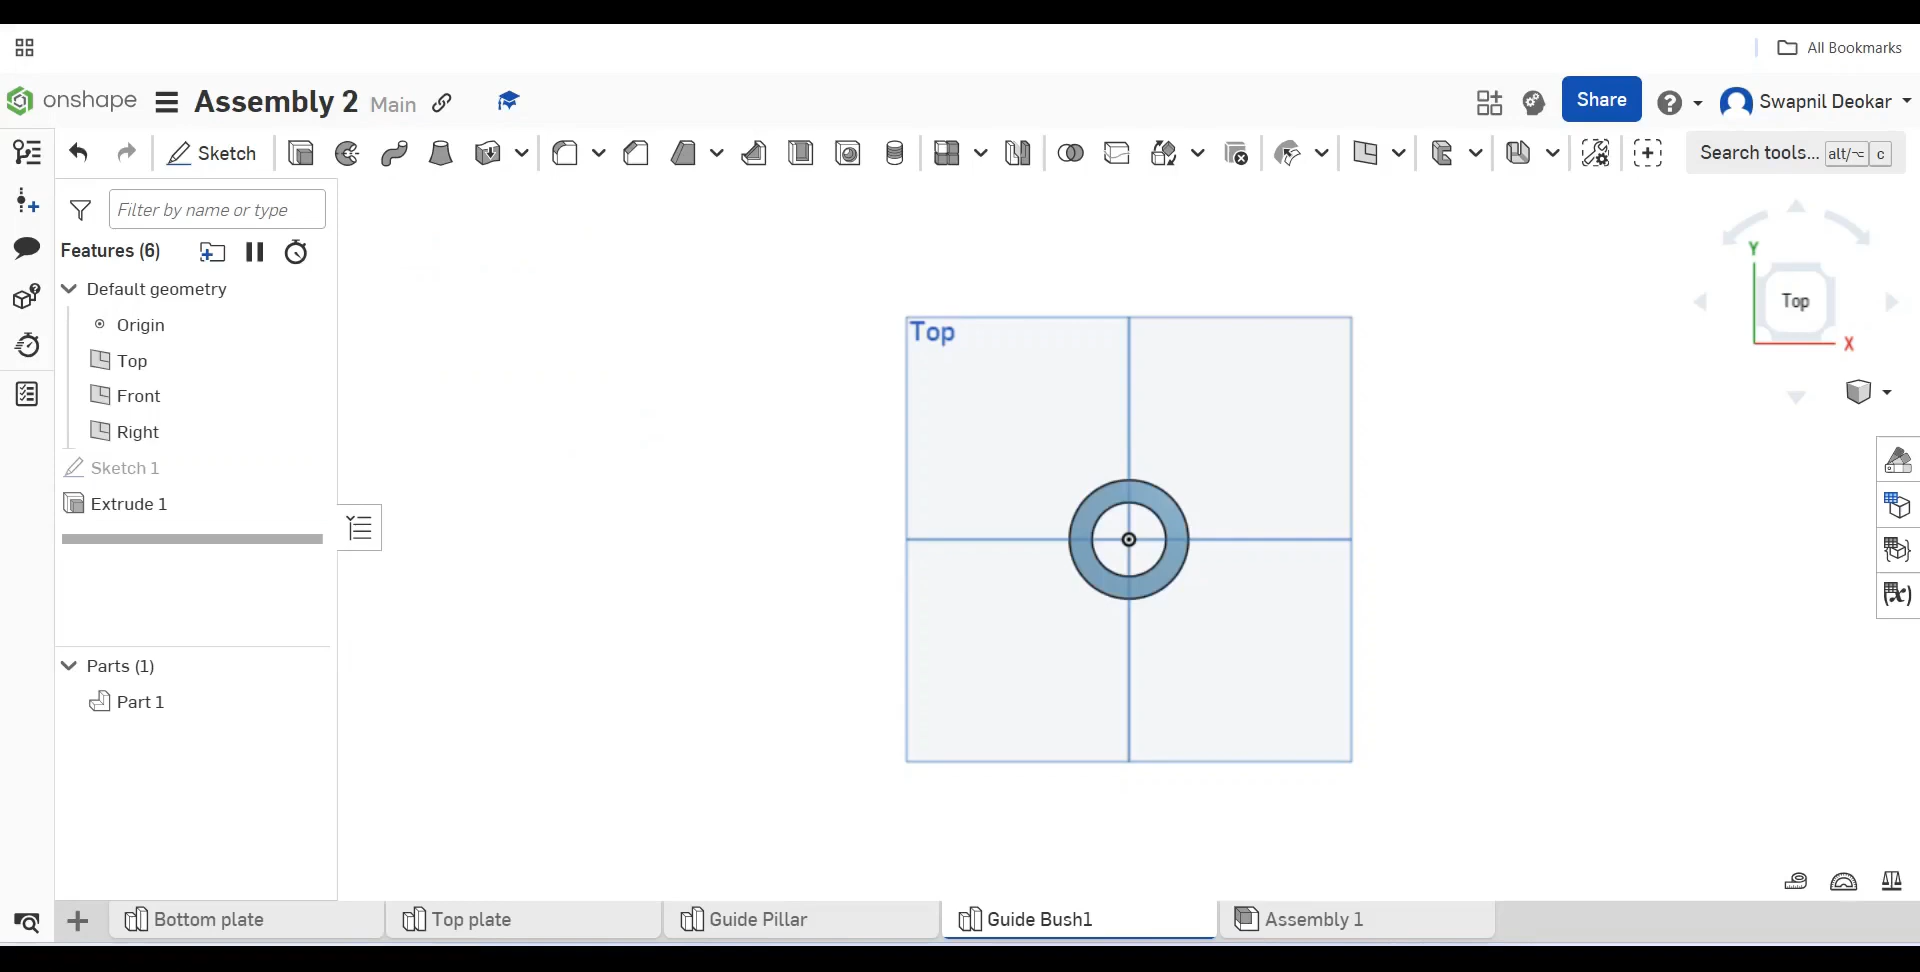 All Bookmarks
onshape Assembly 2 Main Share Swapnil Deokar
Sketch Search tools... alt/⌥ c
Filter by name or type
Features (6)
Default geometry
Origin
Top
Front
Right
Sketch 1
Extrude 1
Parts (1)
Part 1
Top
Y
Top
X
(x)
Bottom plate Top plate Guide Pillar Guide Bush1 Assembly 1